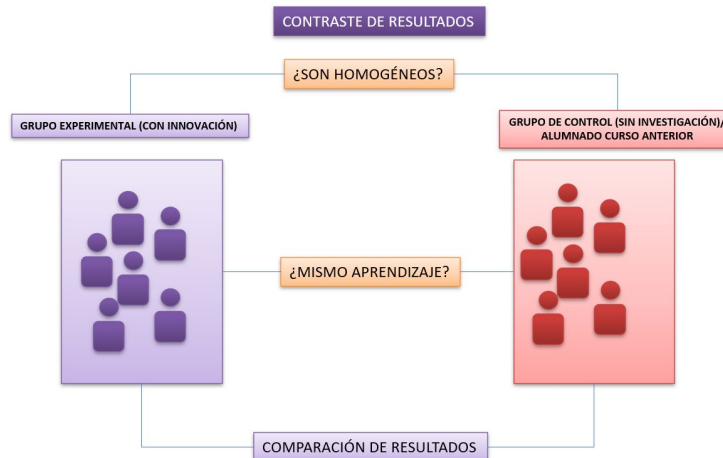 CONTRASTE DE RESULTADOS
¿SON HOMOGÉNEOS?
GRUPO EXPERIMENTAL (CON INNOVACIÓN)
GRUPO DE CONTROL (SIN INVESTIGACIÓN)/
ALUMNADO CURSO ANTERIOR
¿MISMO APRENDIZAJE?
COMPARACIÓN DE RESULTADOS